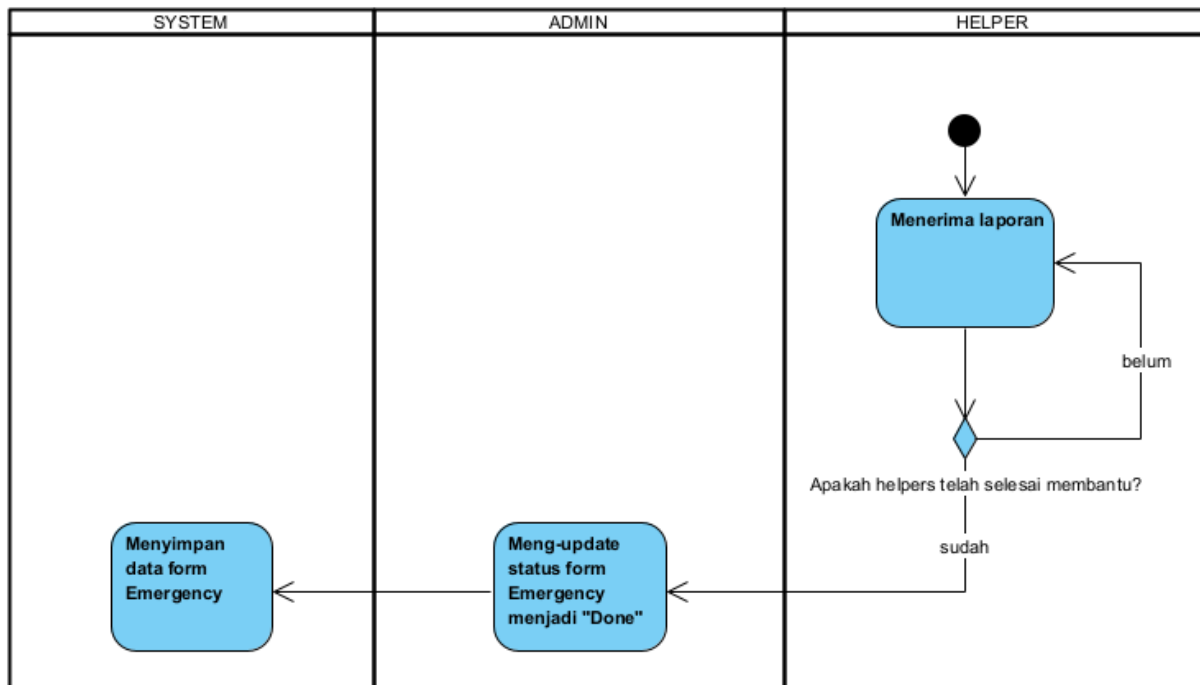 SYSTEM
ADMIN
HELPER
Menerima laporan
belum
Apakah helpers telah selesai membantu?
sudah
Menyimpan
data form
Emergency
Meng-update
status form
Emergency
menjadi "Done"